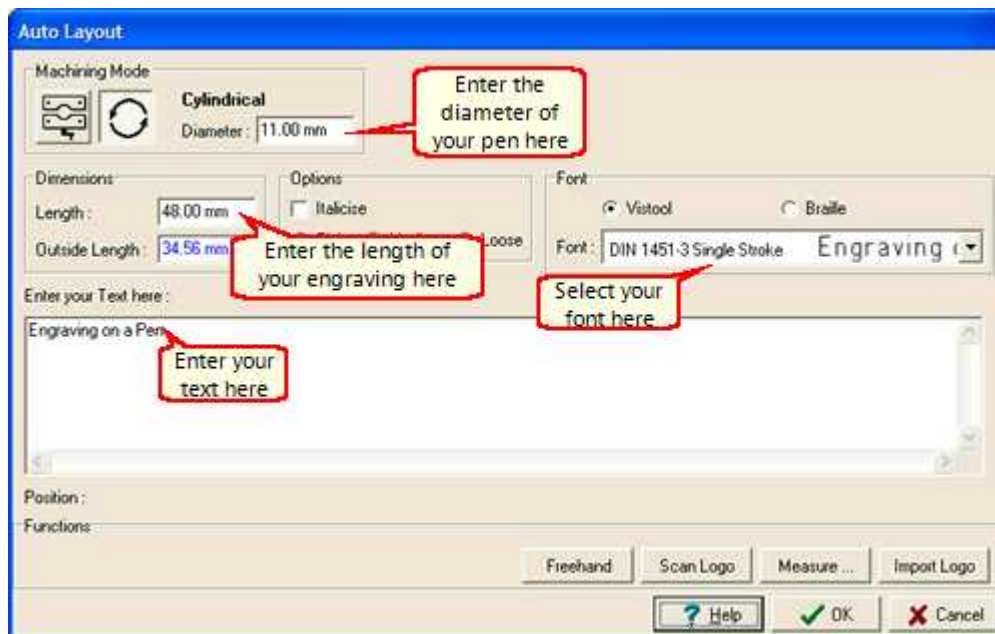 Auto Layout
Machining Mode
Cylindrical
Diameter : 11.00 mm
Enter the
diameter of
your pen here
Dimensions
Length : 48.00 mm
Outside Length : 34.56 mm
Enter the length of
your engraving here
Options
Italicise
Loose
Font
Vistool Braille
Font : DIN 1451-3 Single Stroke Engraving
Select your
font here
Enter your Text here :
Engraving on a Pen
Enter your
text here
Position :
Functions
Freehand Scan Logo Measure ... Import Logo
? Help OK Cancel